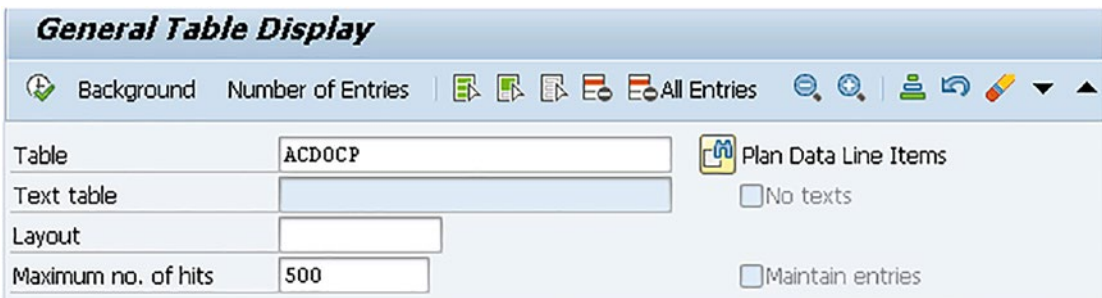 General Table Display
Background Number of Entries All Entries
Table ACDOCP Plan Data Line Items
Text table No texts
Layout
Maximum no. of hits 500 Maintain entries